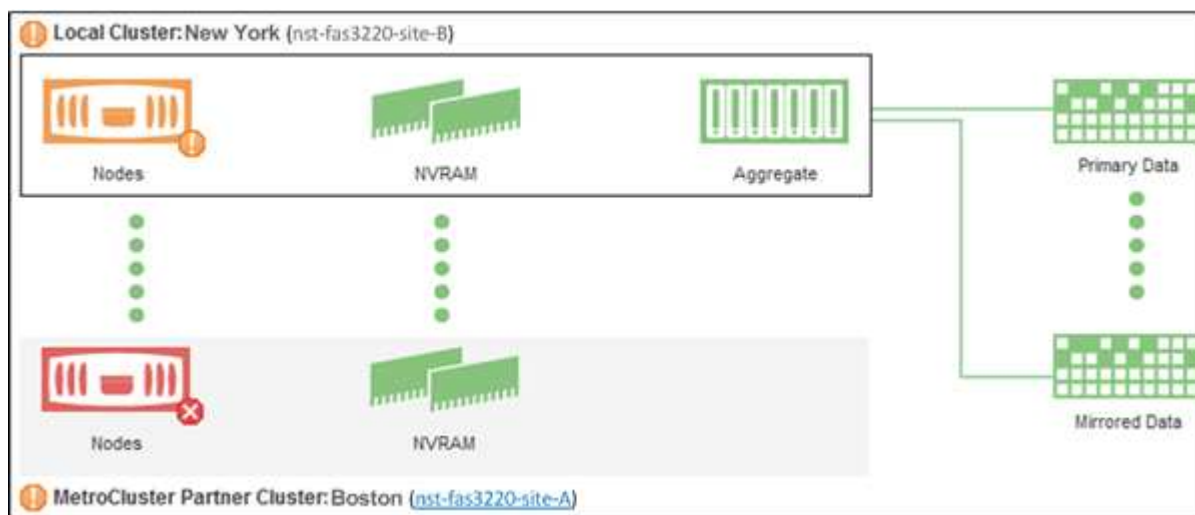 Local Cluster: New York (nst-fas3220-site-B)
Nodes
NVRAM
Aggregate
Primary Data
Nodes
NVRAM
Mirrored Data
MetroCluster Partner Cluster: Boston (nst-fas3220-site-A)